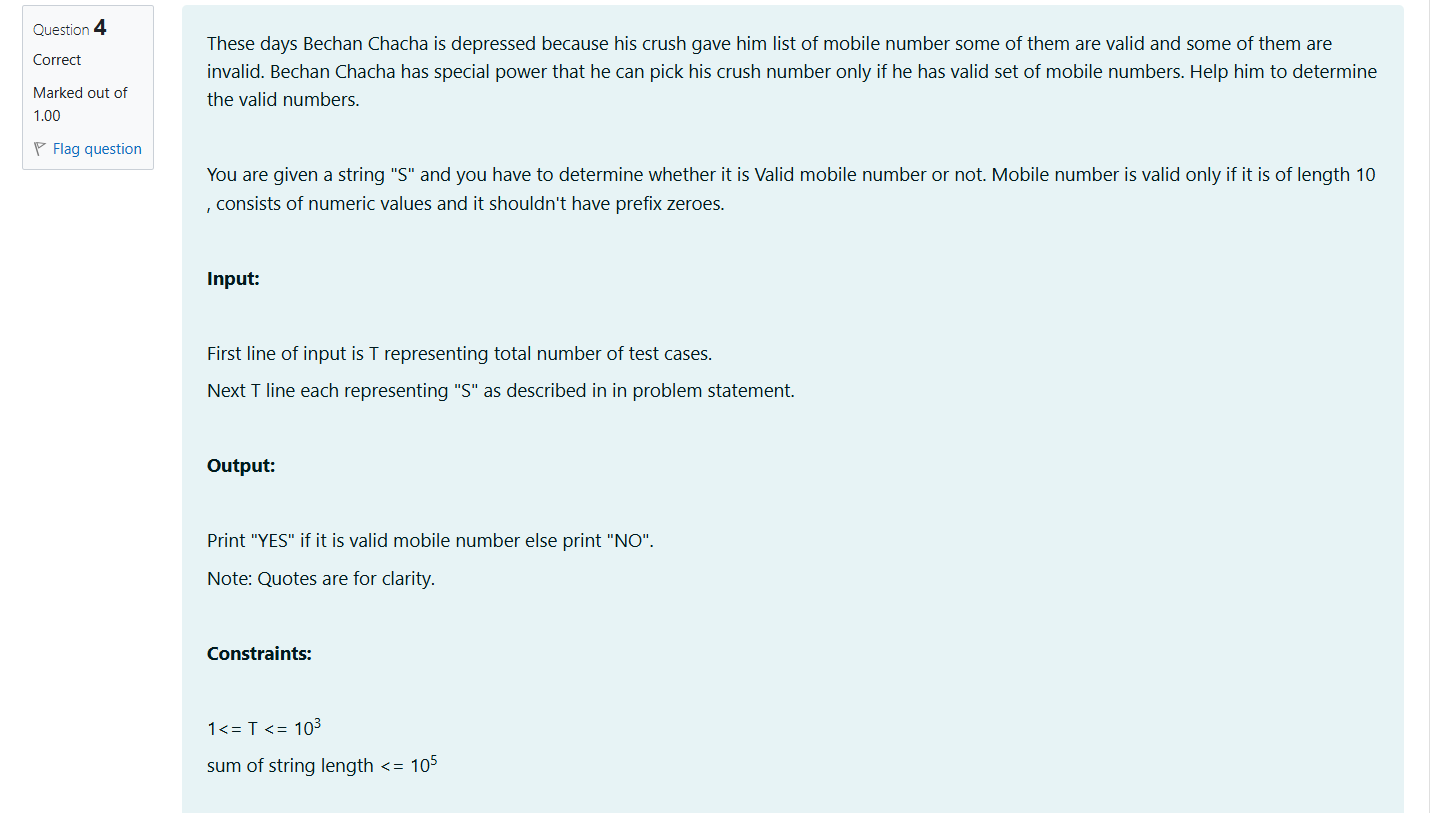 Question 4
Correct
Marked out of
1.00
Flag question
These days Bechan Chacha is depressed because his crush gave him list of mobile number some of them are valid and some of them are
invalid. Bechan Chacha has special power that he can pick his crush number only if he has valid set of mobile numbers. Help him to determine
the valid numbers.
You are given a string "S" and you have to determine whether it is Valid mobile number or not. Mobile number is valid only if it is of length 10
, consists of numeric values and it shouldn't have prefix zeroes.
Input:
First line of input is T representing total number of test cases.
Next T line each representing "S" as described in in problem statement.
Output:
Print "YES" if it is valid mobile number else print "NO".
Note: Quotes are for clarity.
Constraints:
1<= T <= 10³
sum of string length <= 10⁵